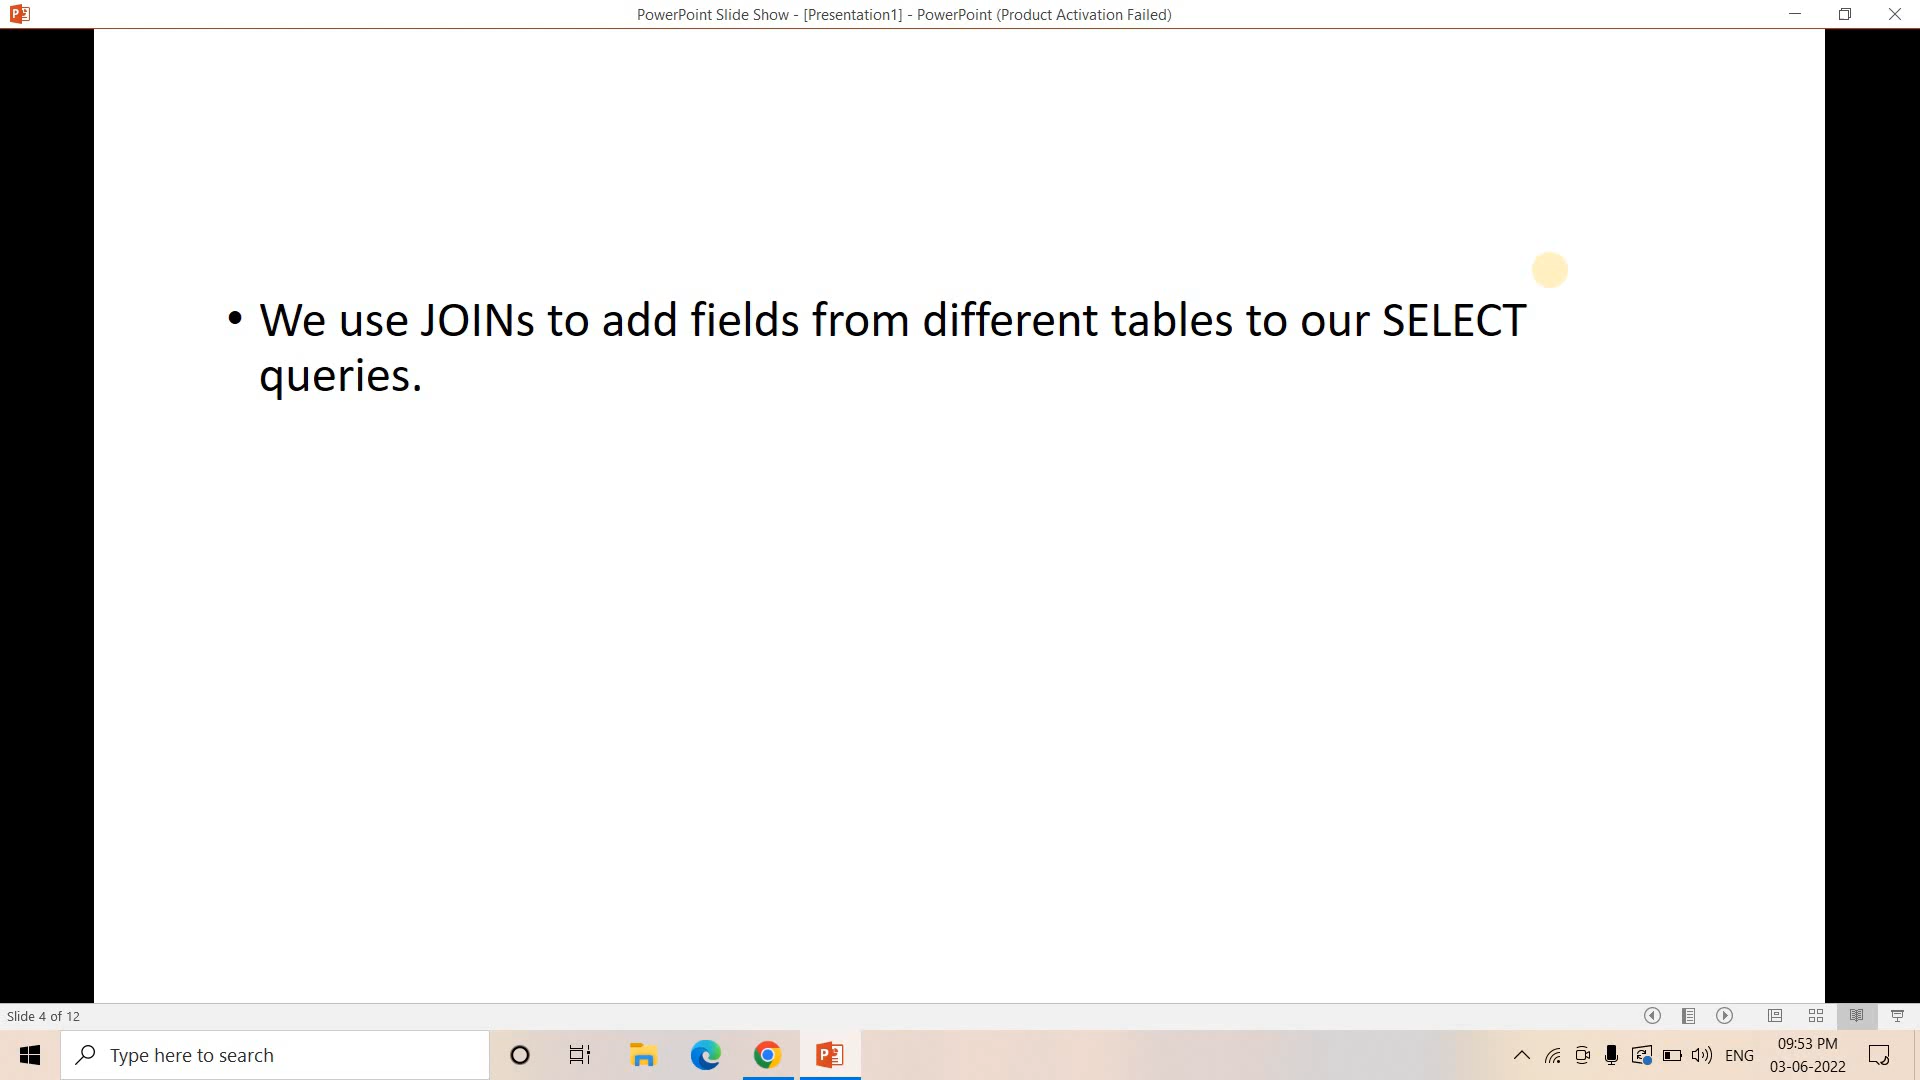 PowerPoint Slide Show - [Presentation1] - PowerPoint (Product Activation Failed)
• We use JOINs to add fields from different tables to our SELECT
queries.
Slide 4 of 12
Type here to search
ENG
09:53 PM
03-06-2022